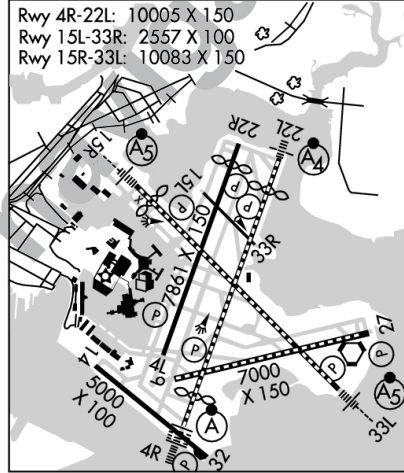 Rwy 4R-22L: 10005 X 150
Rwy 15L-33R: 2557 X 100
Rwy 15R-33L: 10083 X 150
15R
A5
22R
22L
A4
15L
P
P
P
7861 X 150
33R
P
P
14
4L
9
27
P
P
5000
X 100
7000
X 150
A5
A
33L
4R
P
32